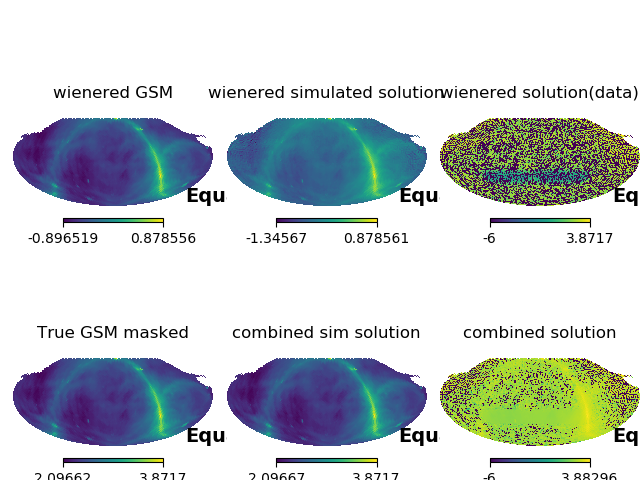 wienered GSM
wienered simulated solution
wienered solution(data)
Equ
Equ
Eq
-0.896519 0.878556
-1.34567 0.878561
-6 3.8717
True GSM masked
combined sim solution
combined solution
Equ
Equ
Eq
2.09662 3.8717
2.09667 3.8717
-6 3.88296